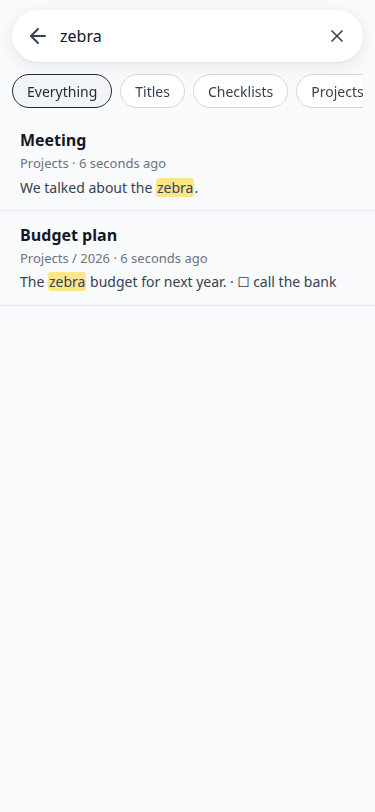 zebra
Everything Titles Checklists Projects
Meeting
Projects · 6 seconds ago
We talked about the zebra.
Budget plan
Projects / 2026 · 6 seconds ago
The zebra budget for next year. · ☐ call the bank